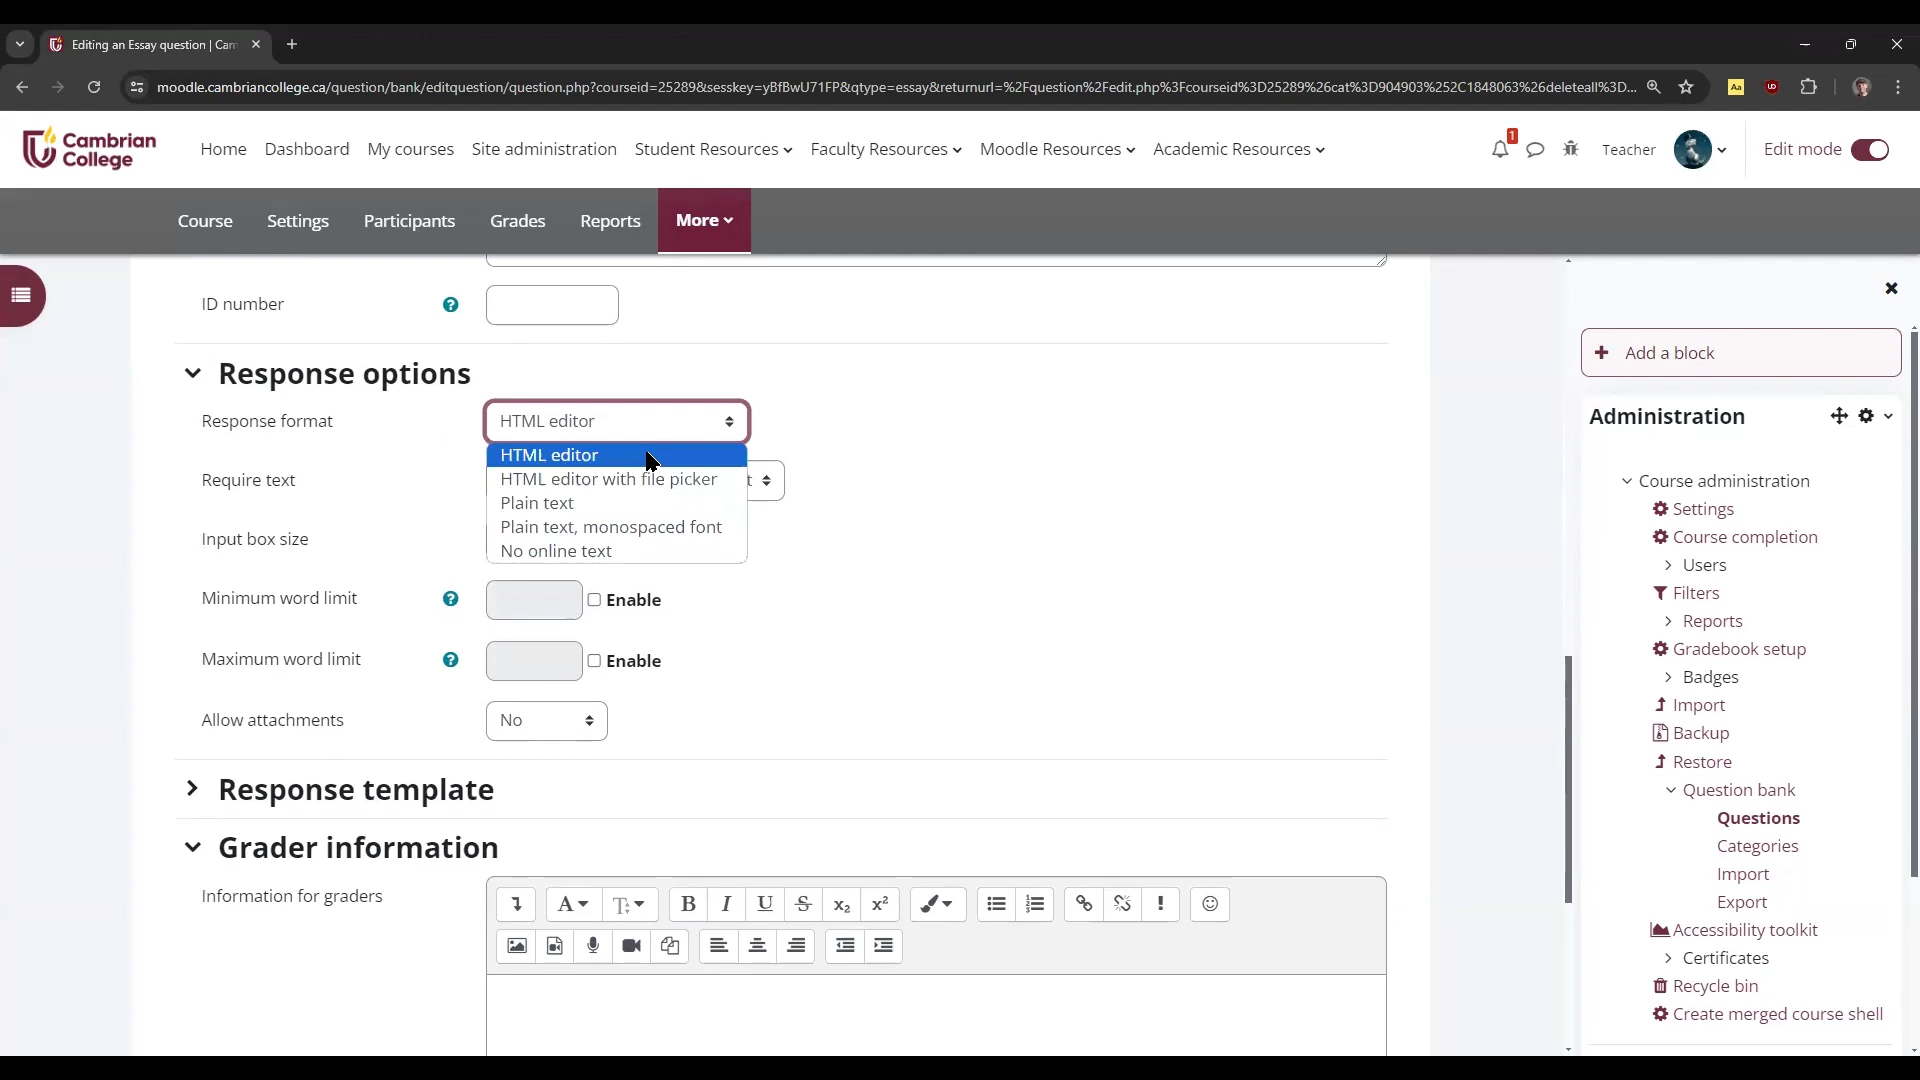 Editing an Essay question | Cam
moodle.cambriancollege.ca/question/bank/editquestion/question.php?courseid=25289&sesskey=yBfBwU71FP&qtype=essay&returnurl=%2Fquestion%2Fedit.php%3Fcourseid%3D25289%26cat%3D904903%252C1848063%26deleteall%3D...
Aa
Cambrian
College
Home Dashboard My courses Site administration Student Resources Faculty Resources Moodle Resources Academic Resources
1
Teacher
Edit mode
Course Settings Participants Grades Reports More
ID number
Response options
Response format
HTML editor
HTML editor
HTML editor with file picker
Plain text
Plain text, monospaced font
No online text
Require text
t
Input box size
Minimum word limit
Enable
Maximum word limit
Enable
Allow attachments
No
Response template
Grader information
Information for graders
Add a block
Administration
Course administration
Settings
Course completion
Users
Filters
Reports
Gradebook setup
Badges
Import
Backup
Restore
Question bank
Questions
Categories
Import
Export
Accessibility toolkit
Certificates
Recycle bin
Create merged course shell